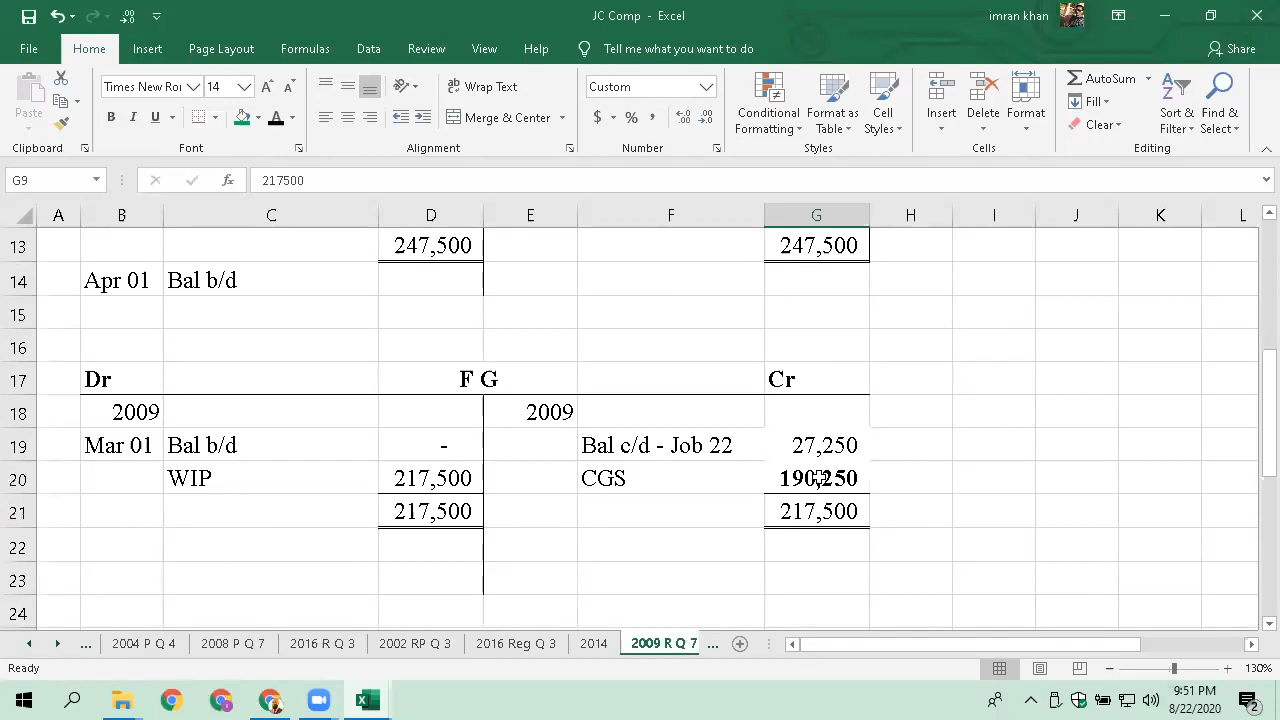 JC Comp - Excel
imran khan
File Home Insert Page Layout Formulas Data Review View Help Tell me what you want to do Share
Paste
Times New Roi 14
Wrap Text
Merge & Center
Custom
Conditional Formatting
Format as Table
Cell Styles
Insert Delete Format
AutoSum
Fill
Clear
Sort & Filter
Find & Select
Clipboard Font Alignment Number Styles Cells Editing
G9 fx 217500
A B C D E F G H I J K L
13 247,500 247,500
14 Apr 01 Bal b/d
15
16
17 Dr F G Cr
18 2009 2009
19 Mar 01 Bal b/d - Bal c/d - Job 22 27,250
20 WIP 217,500 CGS 190,250
21 217,500 217,500
22
23
24
... 2004 P Q 4 2008 P Q 7 2016 R Q 3 2002 RP Q 3 2016 Reg Q 3 2014 2009 R Q 7 ...
Ready 130%
9:51 PM
8/22/2020
2